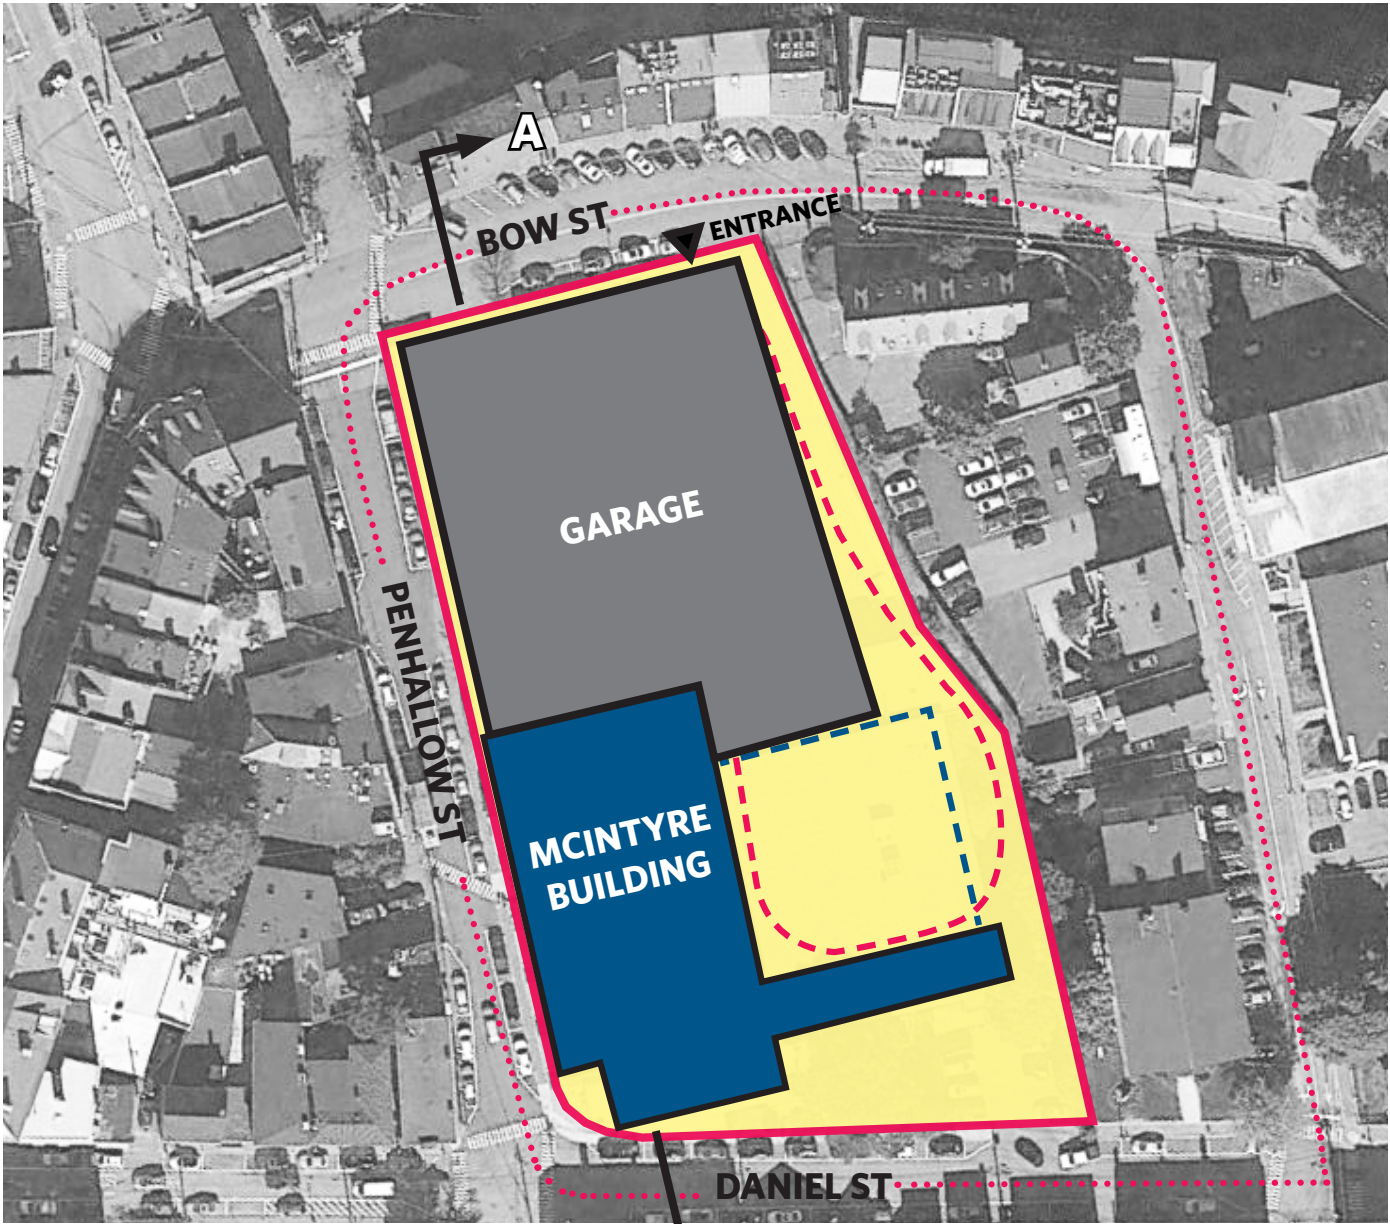 A
BOW ST
ENTRANCE
GARAGE
PENHALLOW ST
MCINTYRE
BUILDING
DANIEL ST